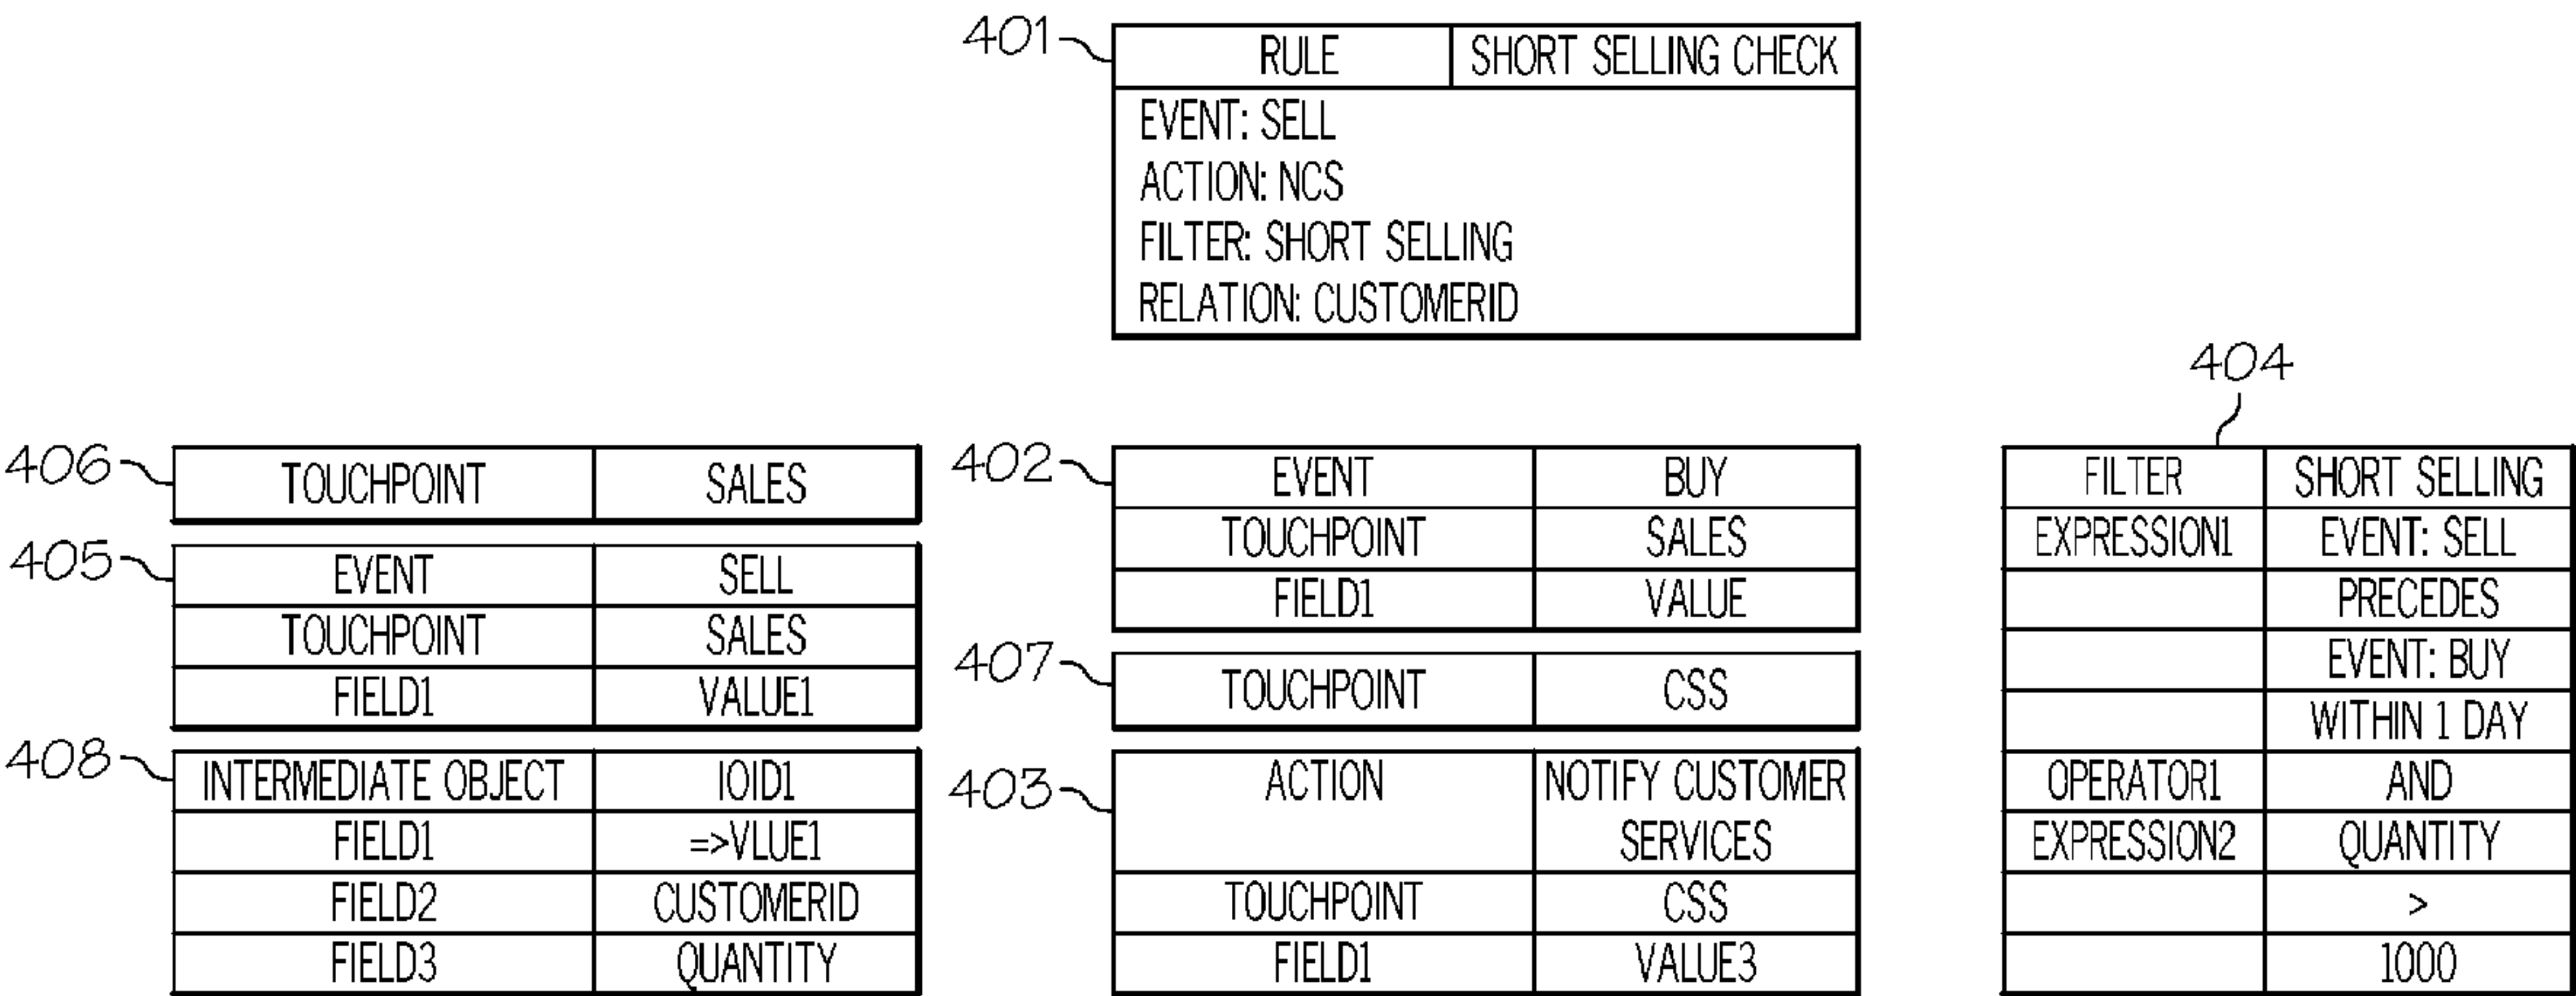 401
RULE SHORT SELLING CHECK
EVENT: SELL
ACTION: NCS
FILTER: SHORT SELLING
RELATION: CUSTOMERID
406
TOUCHPOINT SALES
405
EVENT SELL
TOUCHPOINT SALES
FIELD1 VALUE1
408
INTERMEDIATE OBJECT IOID1
FIELD1 =>VLUE1
FIELD2 CUSTOMERID
FIELD3 QUANTITY
402
EVENT BUY
TOUCHPOINT SALES
FIELD1 VALUE
407
TOUCHPOINT CSS
403
ACTION NOTIFY CUSTOMER
SERVICES
TOUCHPOINT CSS
FIELD1 VALUE3
404
FILTER SHORT SELLING
EXPRESSION1 EVENT: SELL
PRECEDES
EVENT: BUY
WITHIN 1 DAY
OPERATOR1 AND
EXPRESSION2 QUANTITY
>
1000